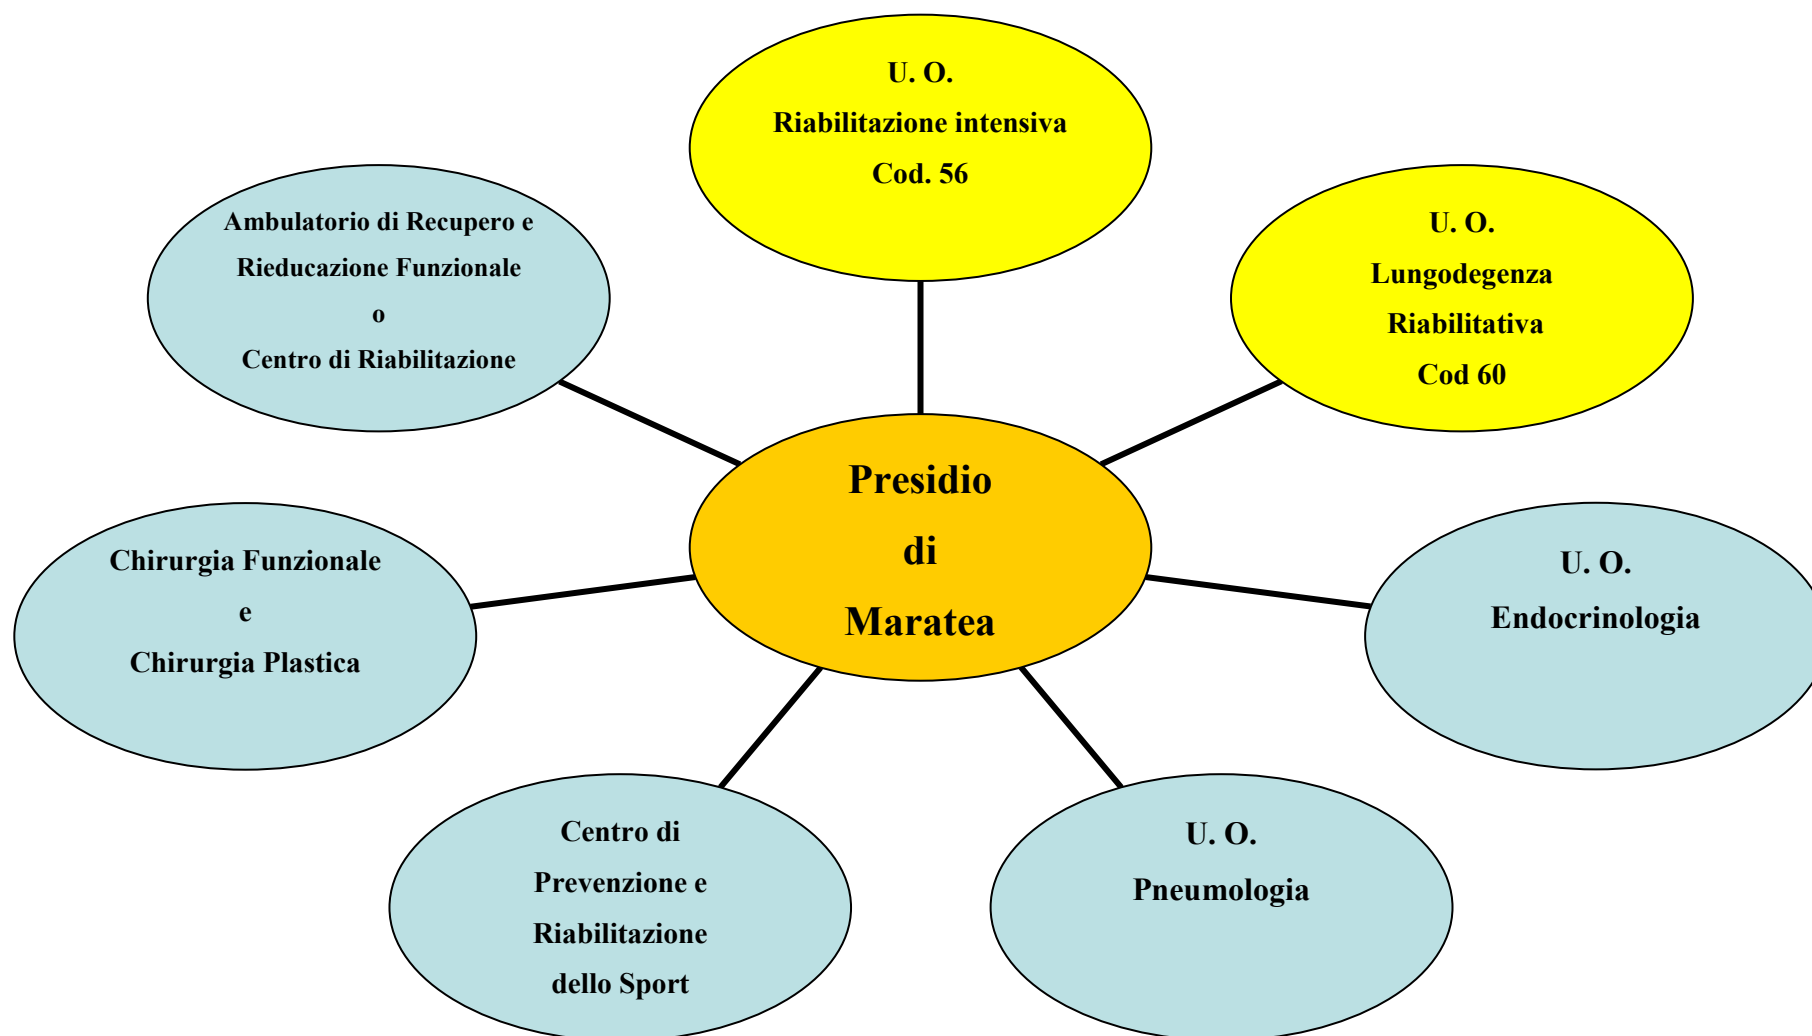 U. O.
Riabilitazione intensiva
Cod. 56
Ambulatorio di Recupero e
Rieducazione Funzionale
o
Centro di Riabilitazione
U. O.
Lungodegenza
Riabilitativa
Cod 60
Presidio
di
Maratea
Chirurgia Funzionale
e
Chirurgia Plastica
U. O.
Endocrinologia
Centro di
Prevenzione e
Riabilitazione
dello Sport
U. O.
Pneumologia